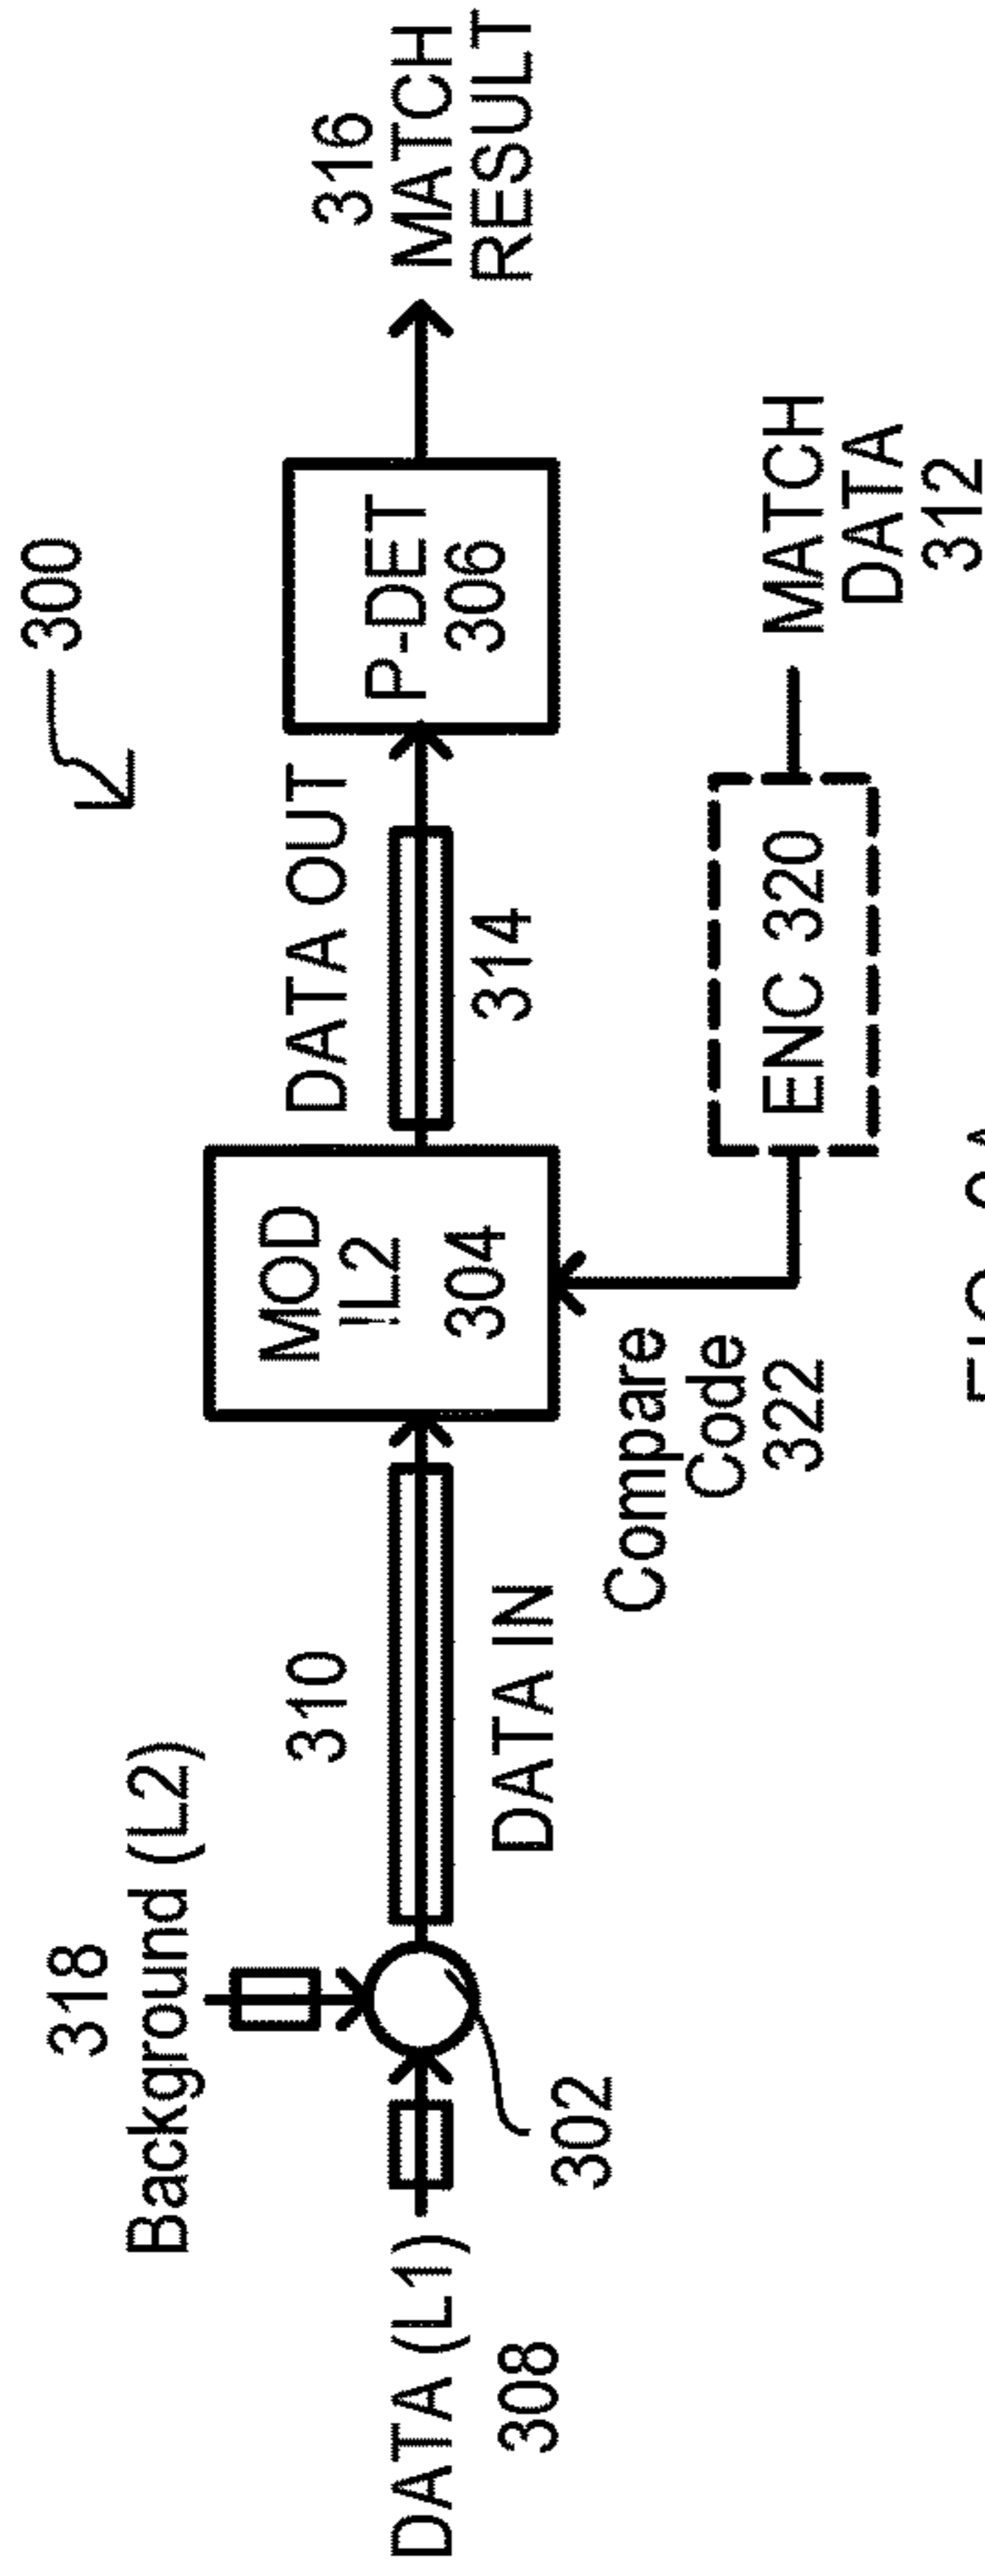 300
318
Background (L2)
310
DATA (L1)
308
302
DATA IN
MOD
!L2
304
DATA OUT
314
P-DET
306
316
MATCH
RESULT
Compare
Code
322
ENC 320
MATCH
DATA
312